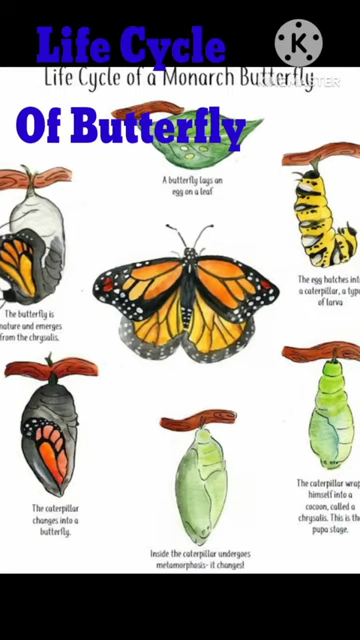 Life Cycle
K
Life Cycle of a Monarch Butterfly
Of Butterfly
A butterfly lays an
egg on a leaf
The egg hatches int
a caterpillar, a type
of larva
The caterpillar wrap
himself into a
cocoon, called a
chrysalis. This is the
pupa stage.
Inside the caterpillar undergoes
metamorphosis- it changes!
The caterpillar
changes into a
butterfly.
The butterfly is
mature and emerges
from the chrysalis.